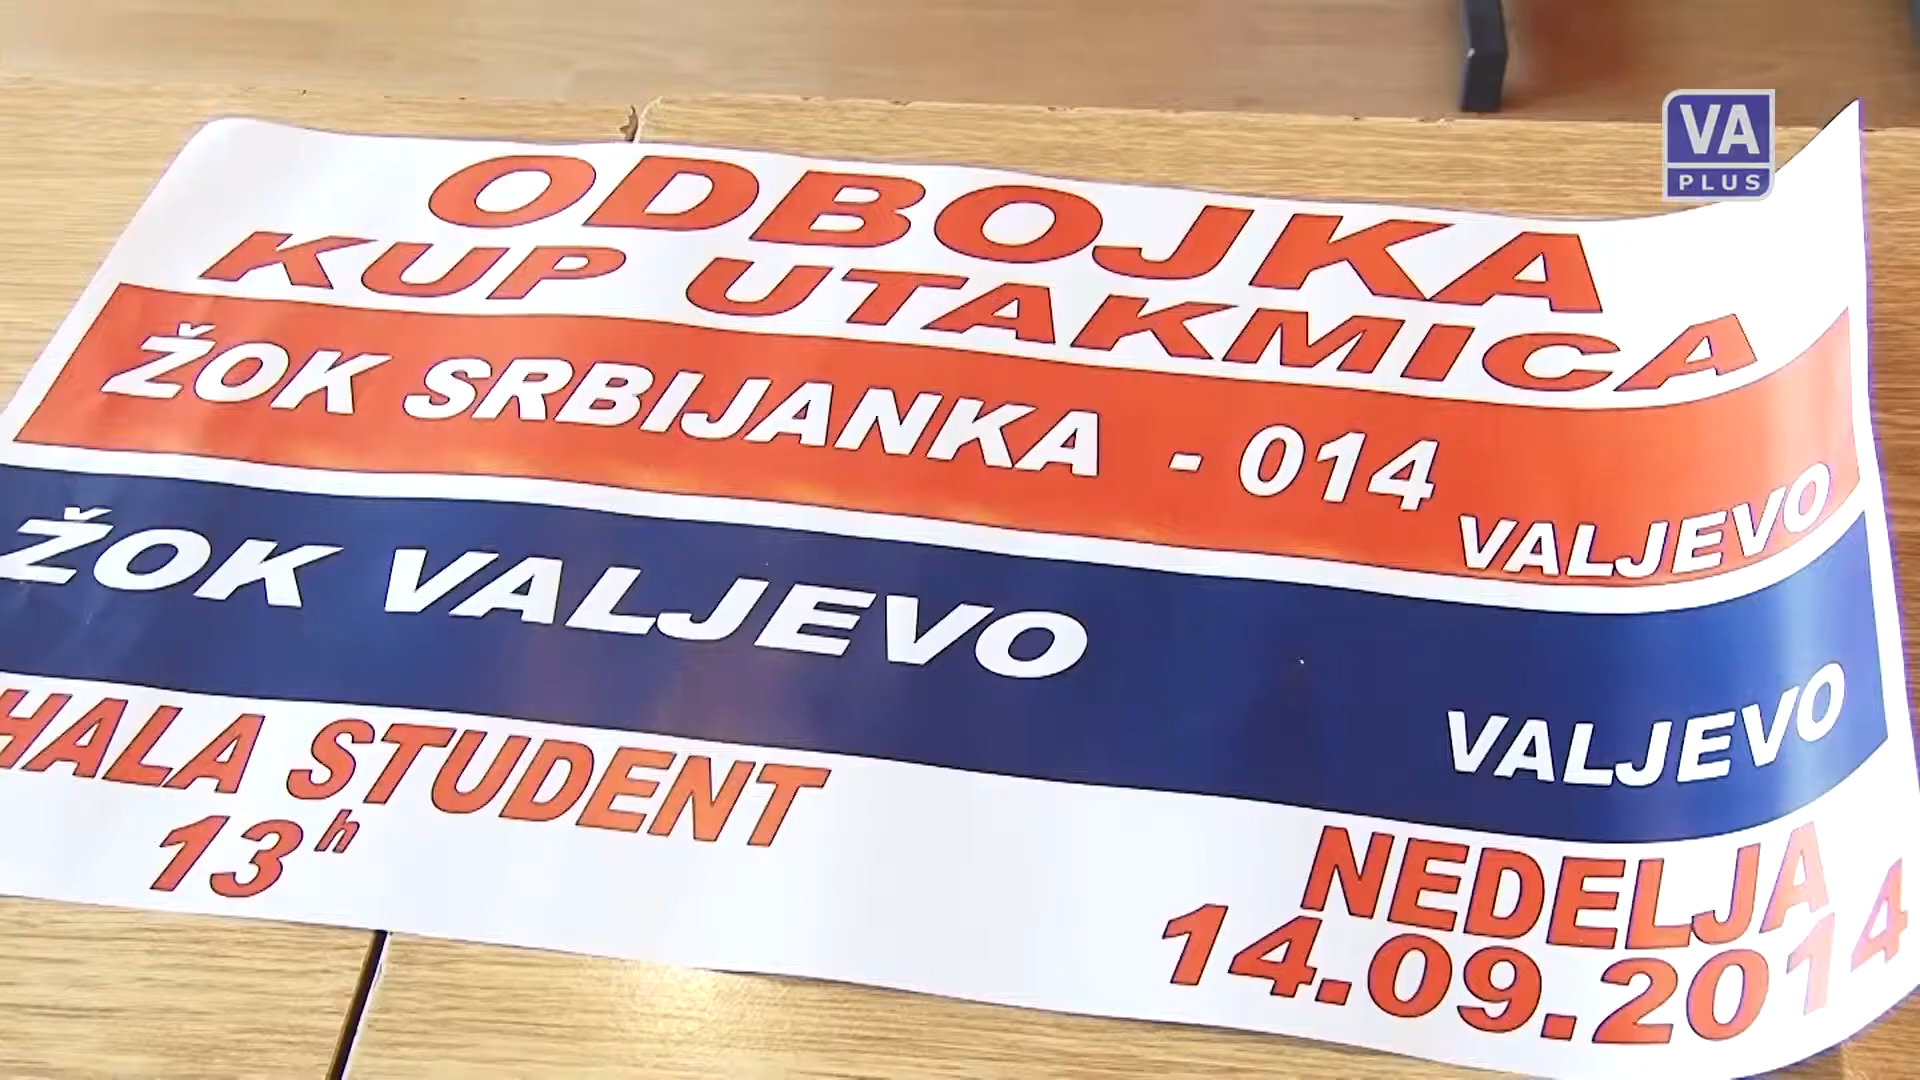 VA
PLUS
ODBOJKA
KUP UTAKMICA
ŽOK SRBIJANKA - 014
VALJEVO
ŽOK VALJEVO
VALJEVO
HALA STUDENT
13h
NEDELJA
14.09.2014